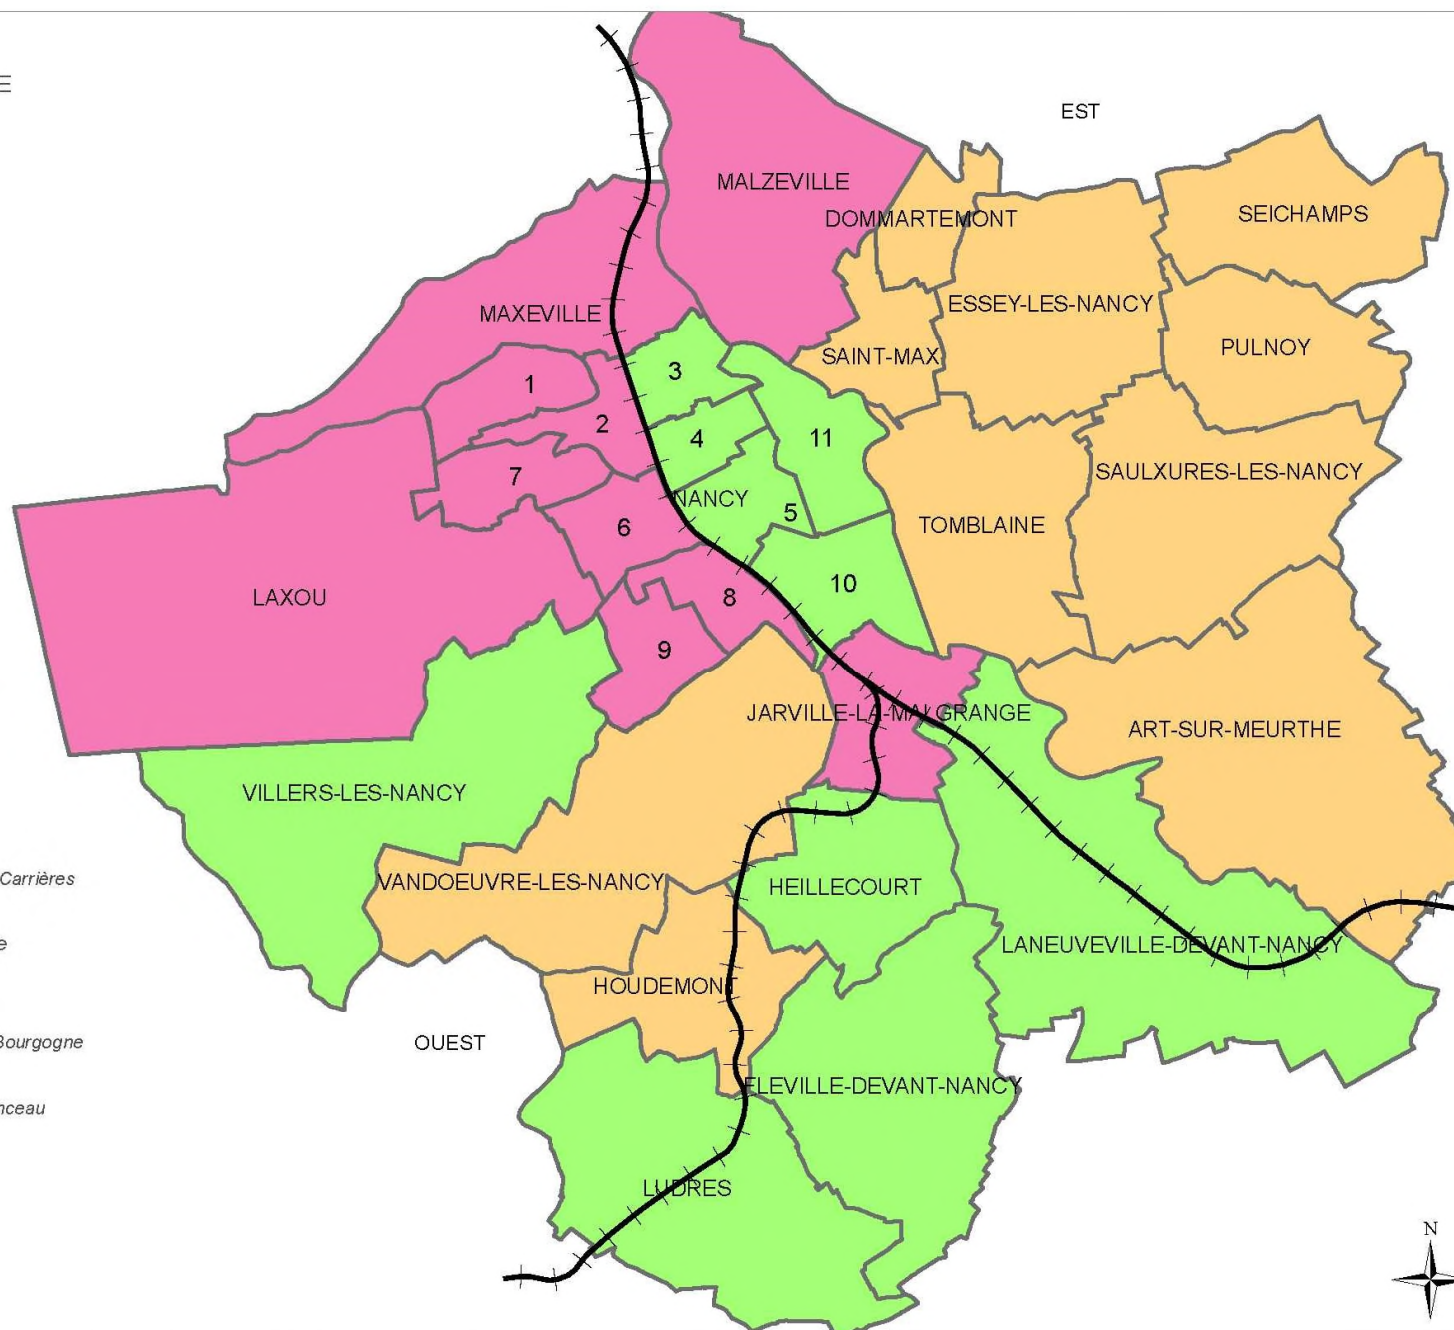 E
EST
MALZEVILLE
DOMMARTEMONT
SEICHAMPS
ESSEY-LES-NANCY
MAXEVILLE
SAINT-MAX
PULNOY
3
1
2
4
11
7
SAULXURES-LES-NANCY
NANCY
5
6
TOMBLAINE
10
LAXOU
8
9
JARVILLE-LA-MALGRANGE
ART-SUR-MEURTHE
VILLERS-LES-NANCY
Carrières
VANDOEUVRE-LES-NANCY
HEILLECOURT
e
LANEUVEVILLE-DEVANT-NANCY
HOUDEMONT
Bourgogne
OUEST
FLEVILLE-DEVANT-NANCY
nceau
LUDRES
N